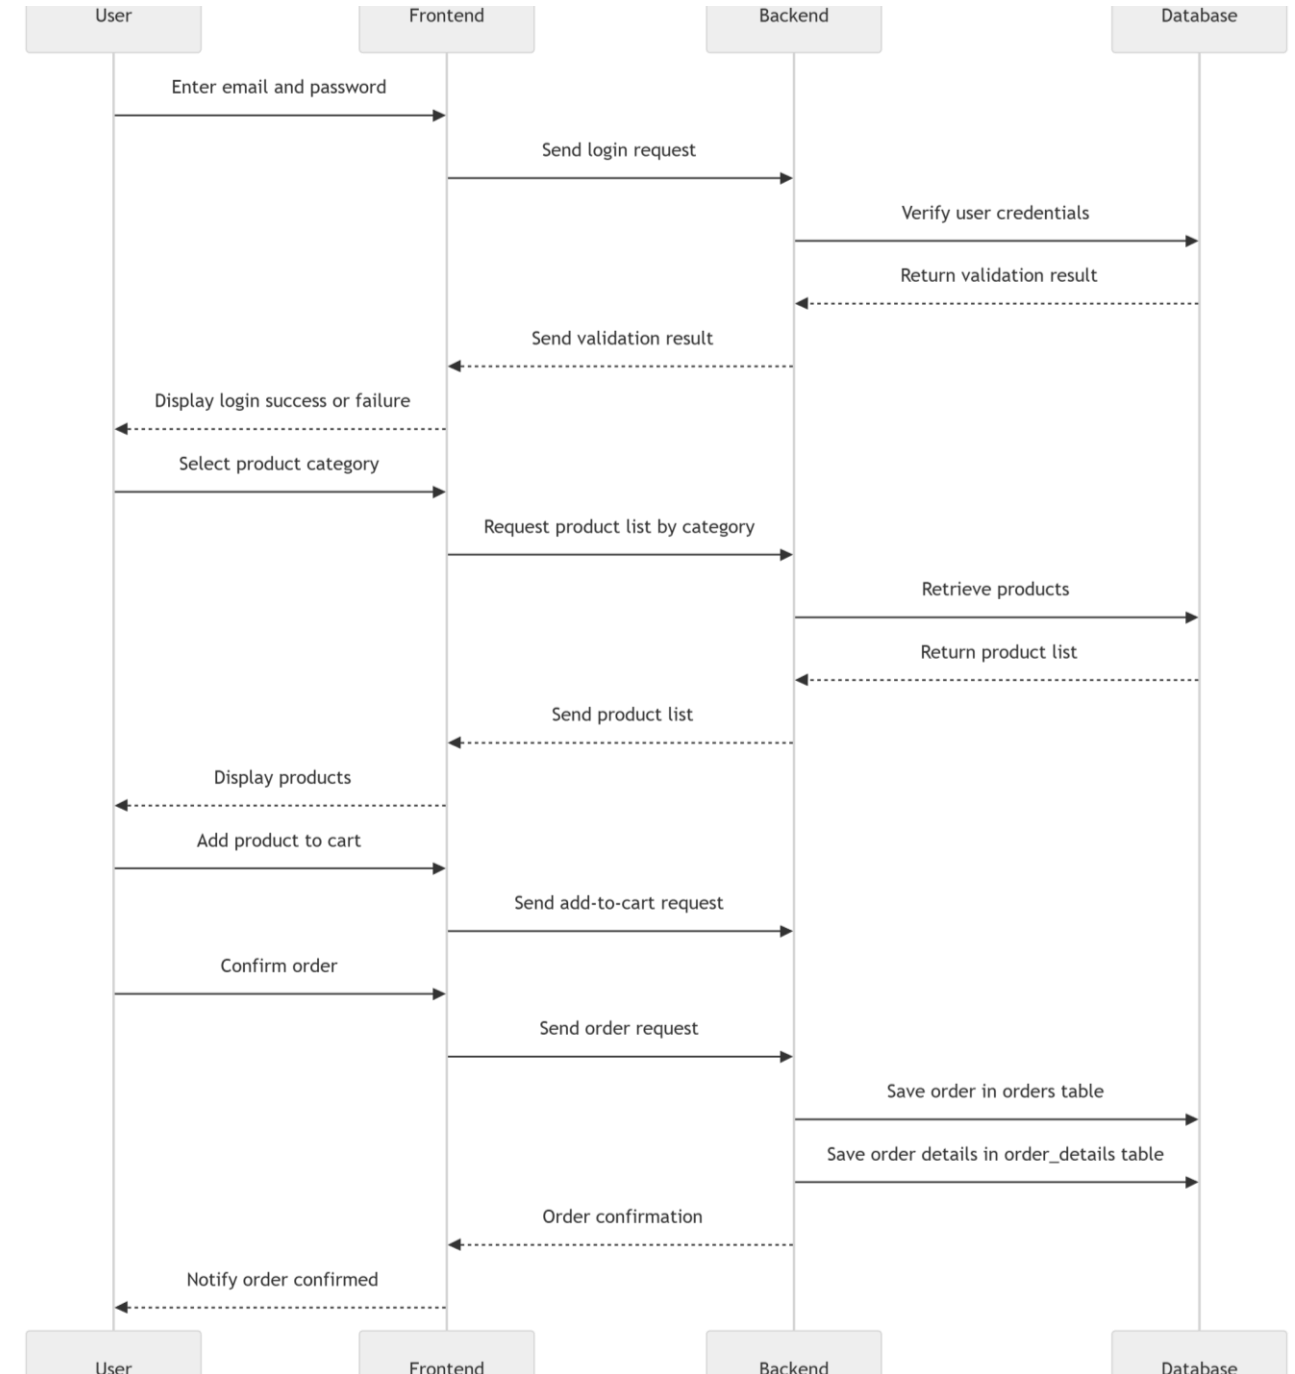 User
Frontend
Backend
Database
Enter email and password
Send login request
Verify user credentials
Return validation result
Send validation result
Display login success or failure
Select product category
Request product list by category
Retrieve products
Return product list
Send product list
Display products
Add product to cart
Send add-to-cart request
Confirm order
Send order request
Save order in orders table
Save order details in order_details table
Order confirmation
Notify order confirmed
User
Frontend
Backend
Database